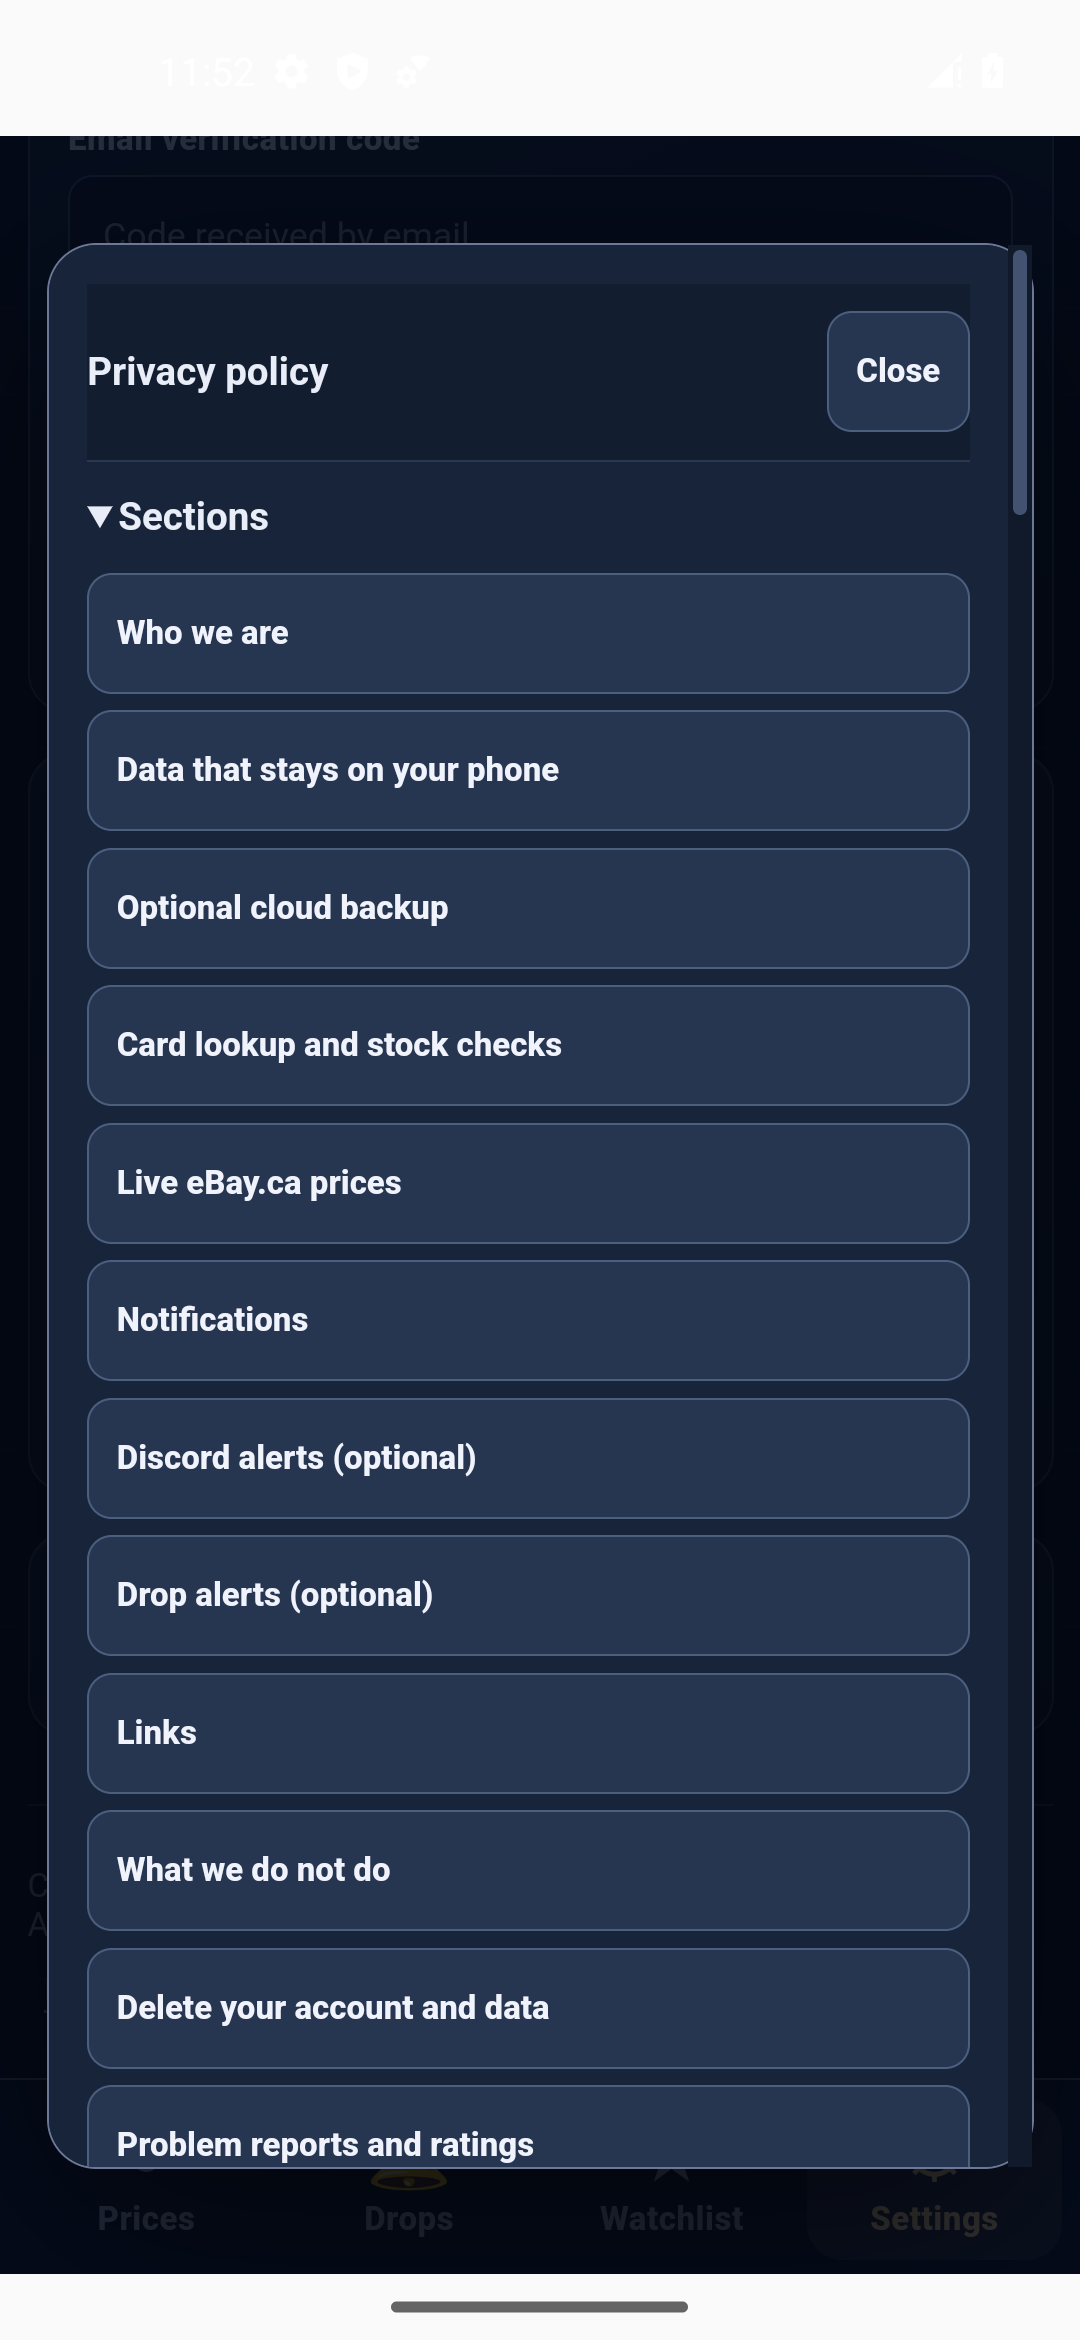 11:52
Email verification code
Code received by email
Privacy policy
Close
Sections
Who we are
Data that stays on your phone
Optional cloud backup
Card lookup and stock checks
Live eBay.ca prices
Notifications
Discord alerts (optional)
Drop alerts (optional)
Links
What we do not do
Delete your account and data
Problem reports and ratings
C
A
Prices
Drops
Watchlist
Settings